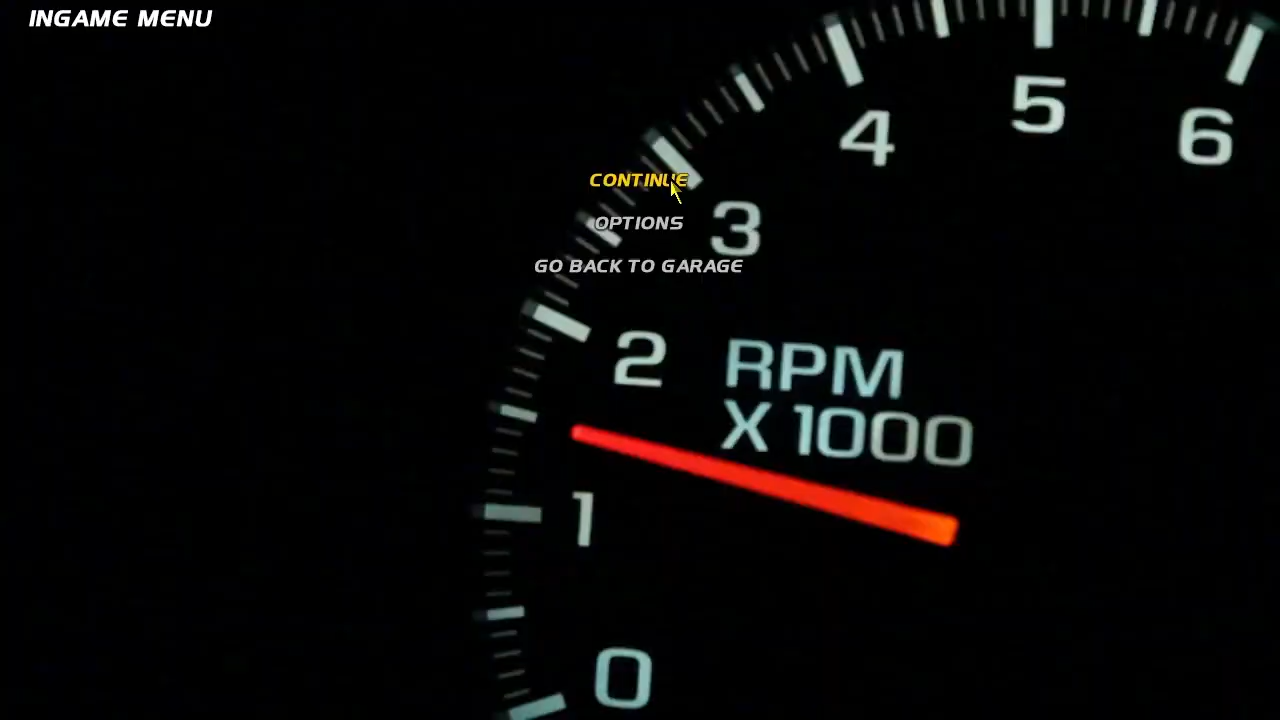 INGAME MENU
CONTINUE
OPTIONS
GO BACK TO GARAGE
0
1
2
3
4
5
6
RPM
X 1000